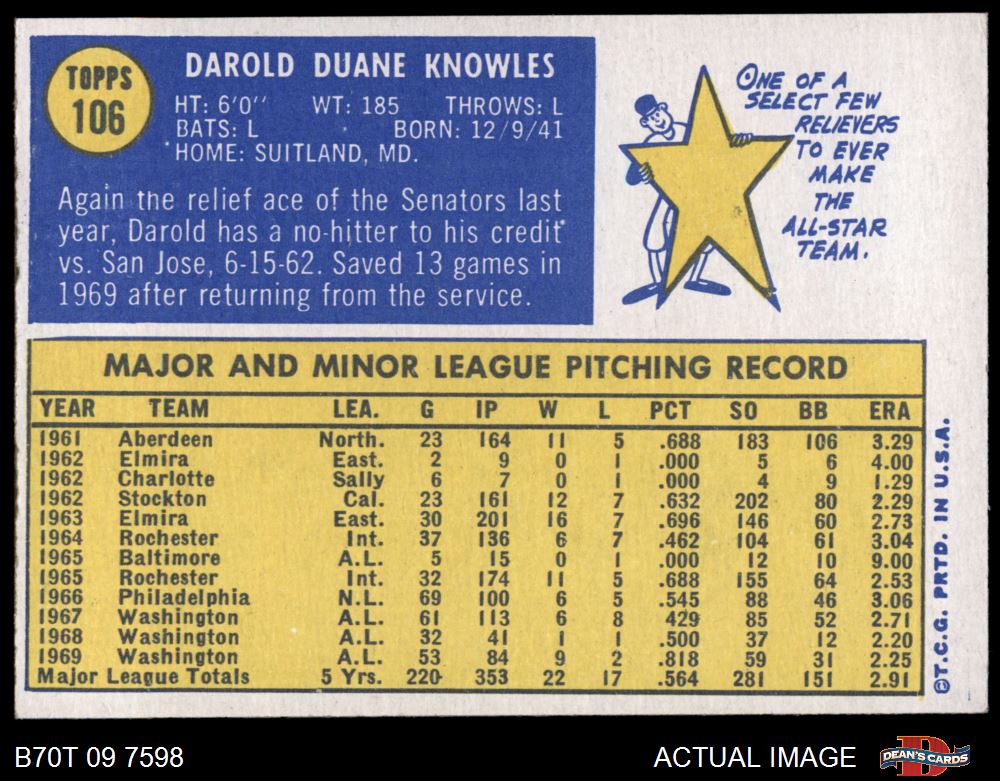 TOPPS
106
DAROLD DUANE KNOWLES
HT: 6'0" WT: 185 THROWS: L
BATS: L BORN: 12/9/41
HOME: SUITLAND, MD.
Again the relief ace of the Senators last
year, Darold has a no-hitter to his credit
vs. San Jose, 6-15-62. Saved 13 games in
1969 after returning from the service.
ONE OF A
SELECT FEW
RELIEVERS
TO EVER
MAKE
THE
ALL-STAR
TEAM.
MAJOR AND MINOR LEAGUE PITCHING RECORD
YEAR TEAM LEA. G IP W L PCT SO BB ERA
1961 Aberdeen North. 23 164 11 5 .688 183 106 3.29
1962 Elmira East. 2 9 0 1 .000 5 6 4.00
1962 Charlotte Sally 6 7 0 1 .000 4 9 1.29
1962 Stockton Cal. 23 161 12 7 .632 202 80 2.29
1963 Elmira East. 30 201 16 7 .696 146 60 2.73
1964 Rochester Int. 37 136 6 7 .462 104 61 3.04
1965 Baltimore A.L. 5 15 0 1 .000 12 10 9.00
1965 Rochester Int. 32 174 11 5 .688 155 64 2.53
1966 Philadelphia N.L. 69 100 6 5 .545 88 46 3.06
1967 Washington A.L. 61 113 6 8 .429 85 52 2.71
1968 Washington A.L. 32 41 1 1 .500 37 12 2.20
1969 Washington A.L. 53 84 9 2 .818 59 31 2.25
Major League Totals 5 Yrs. 220 353 22 17 .564 281 151 2.91
©T.C.G. PRTD. IN U.S.A.
B70T 09 7598
ACTUAL IMAGE
D
DEAN'S CARDS